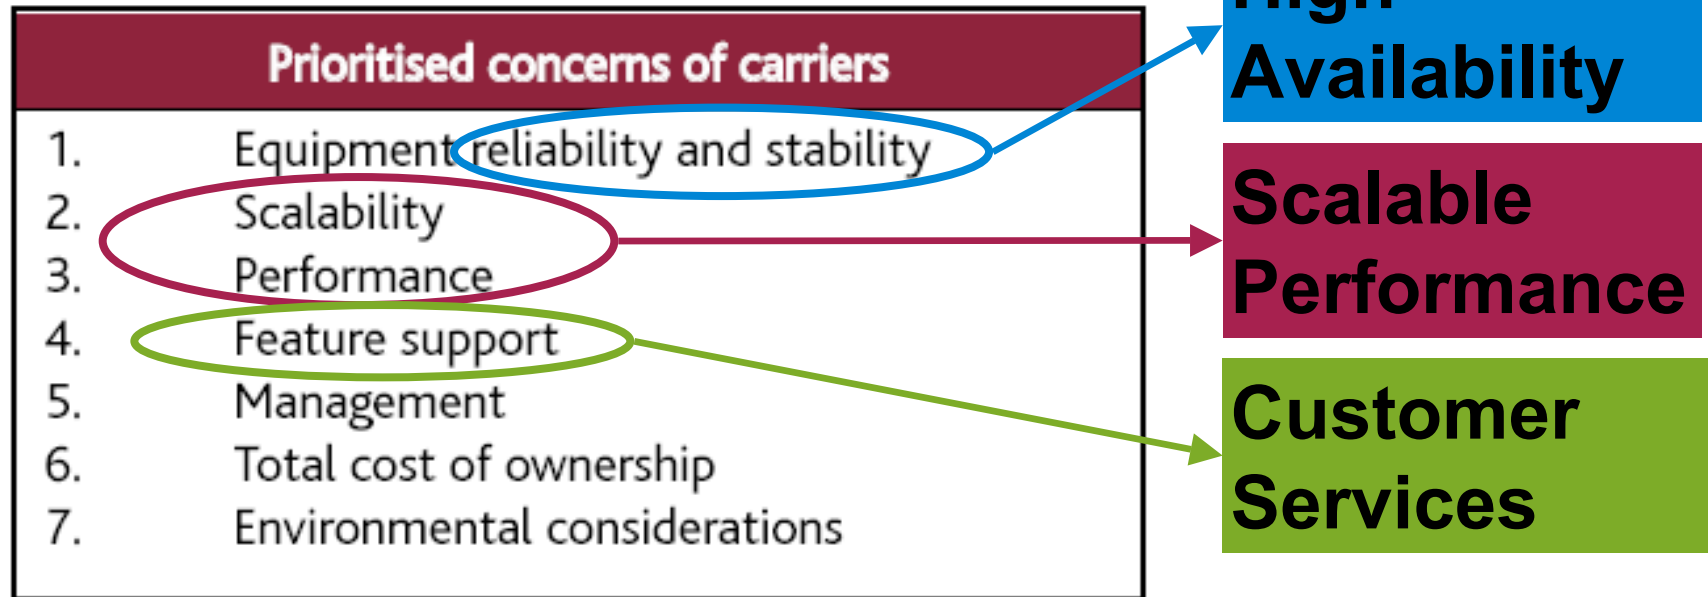 Prioritised concerns of carriers
1. Equipment reliability and stability
2. Scalability
3. Performance
4. Feature support
5. Management
6. Total cost of ownership
7. Environmental considerations
High
Availability
Scalable
Performance
Customer
Services